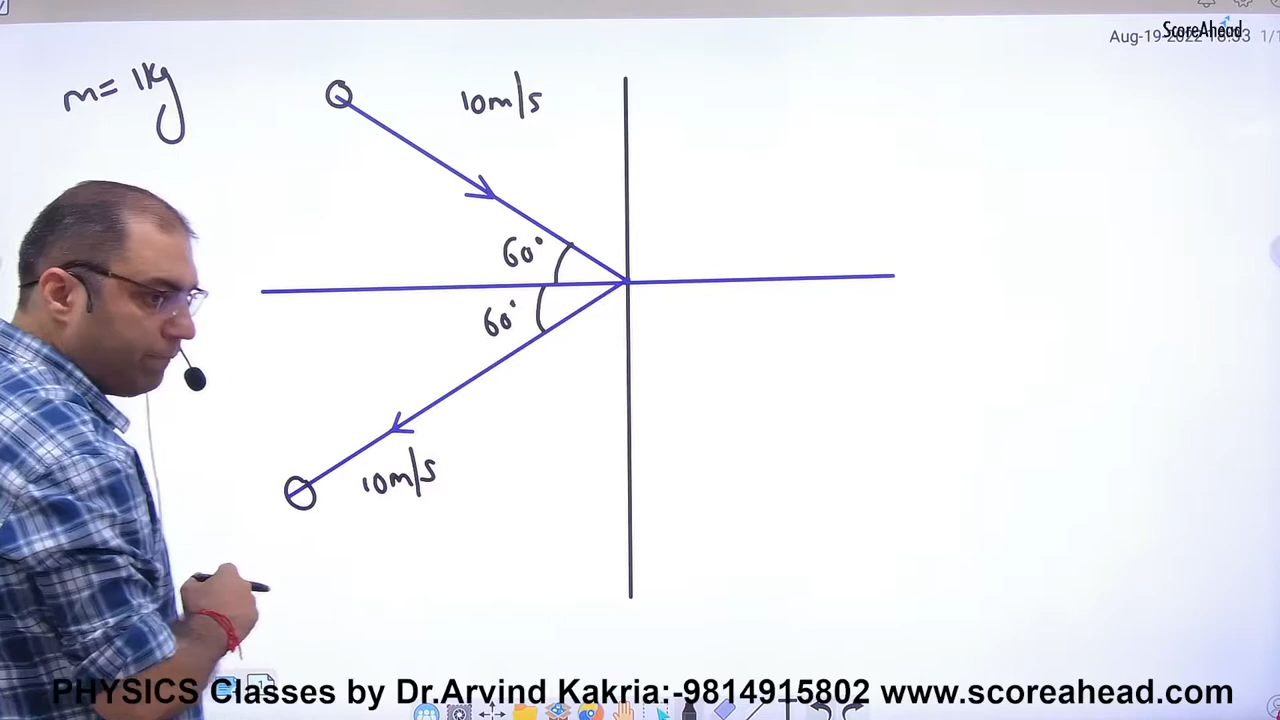 ScoreAhead
m = 1kg
10m/s
60°
60°
10m/s
PHYSICS Classes by Dr.Arvind Kakria:-9814915802 www.scoreahead.com